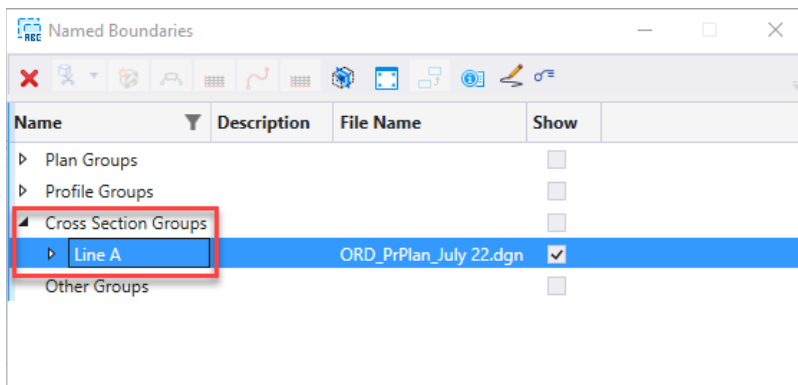 ABC Named Boundaries
Name Description File Name Show
Plan Groups
Profile Groups
Cross Section Groups
Line A ORD_PrPlan_July 22.dgn
Other Groups